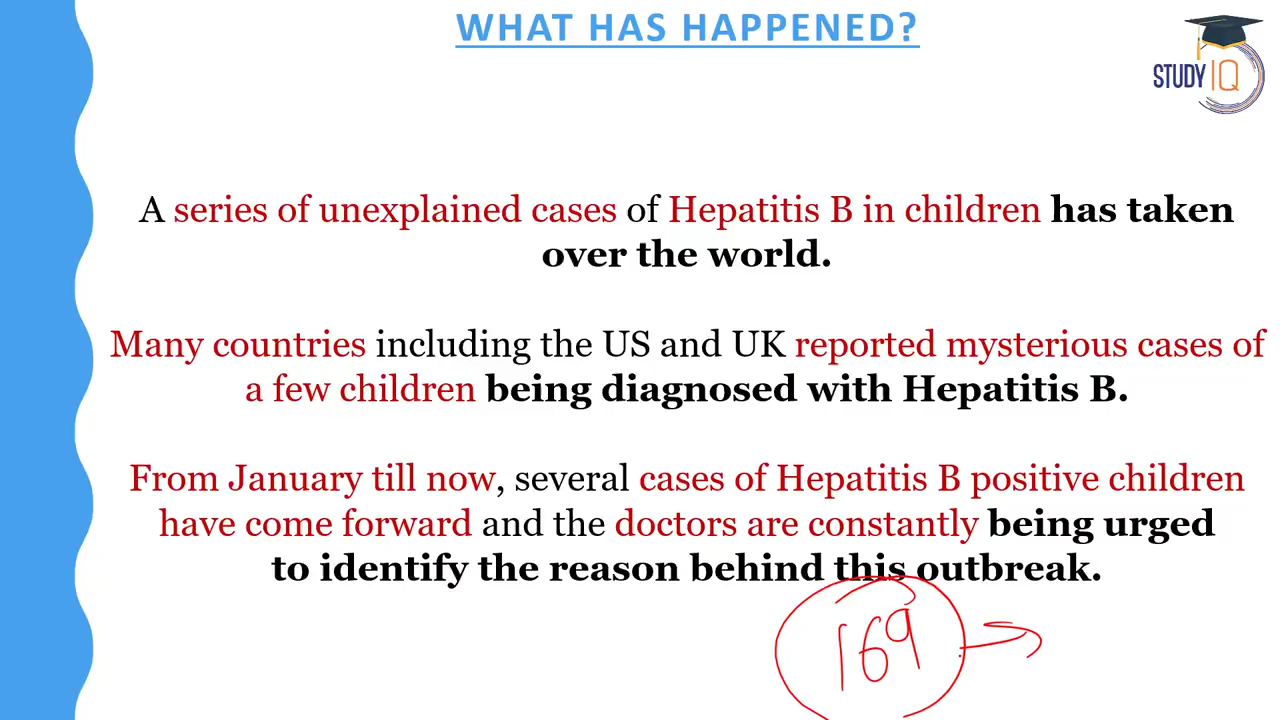 WHAT HAS HAPPENED?
STUDY IQ
A series of unexplained cases of Hepatitis B in children has taken
over the world.
Many countries including the US and UK reported mysterious cases of
a few children being diagnosed with Hepatitis B.
From January till now, several cases of Hepatitis B positive children
have come forward and the doctors are constantly being urged
to identify the reason behind this outbreak.
169